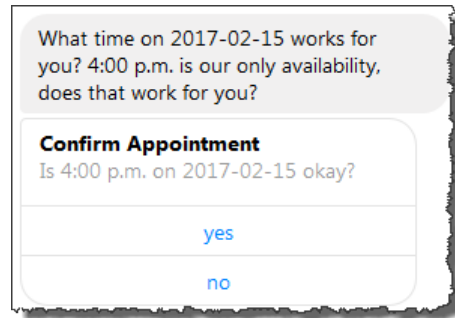 What time on 2017-02-15 works for
you? 4:00 p.m. is our only availability,
does that work for you?
Confirm Appointment
Is 4:00 p.m. on 2017-02-15 okay?
yes
no